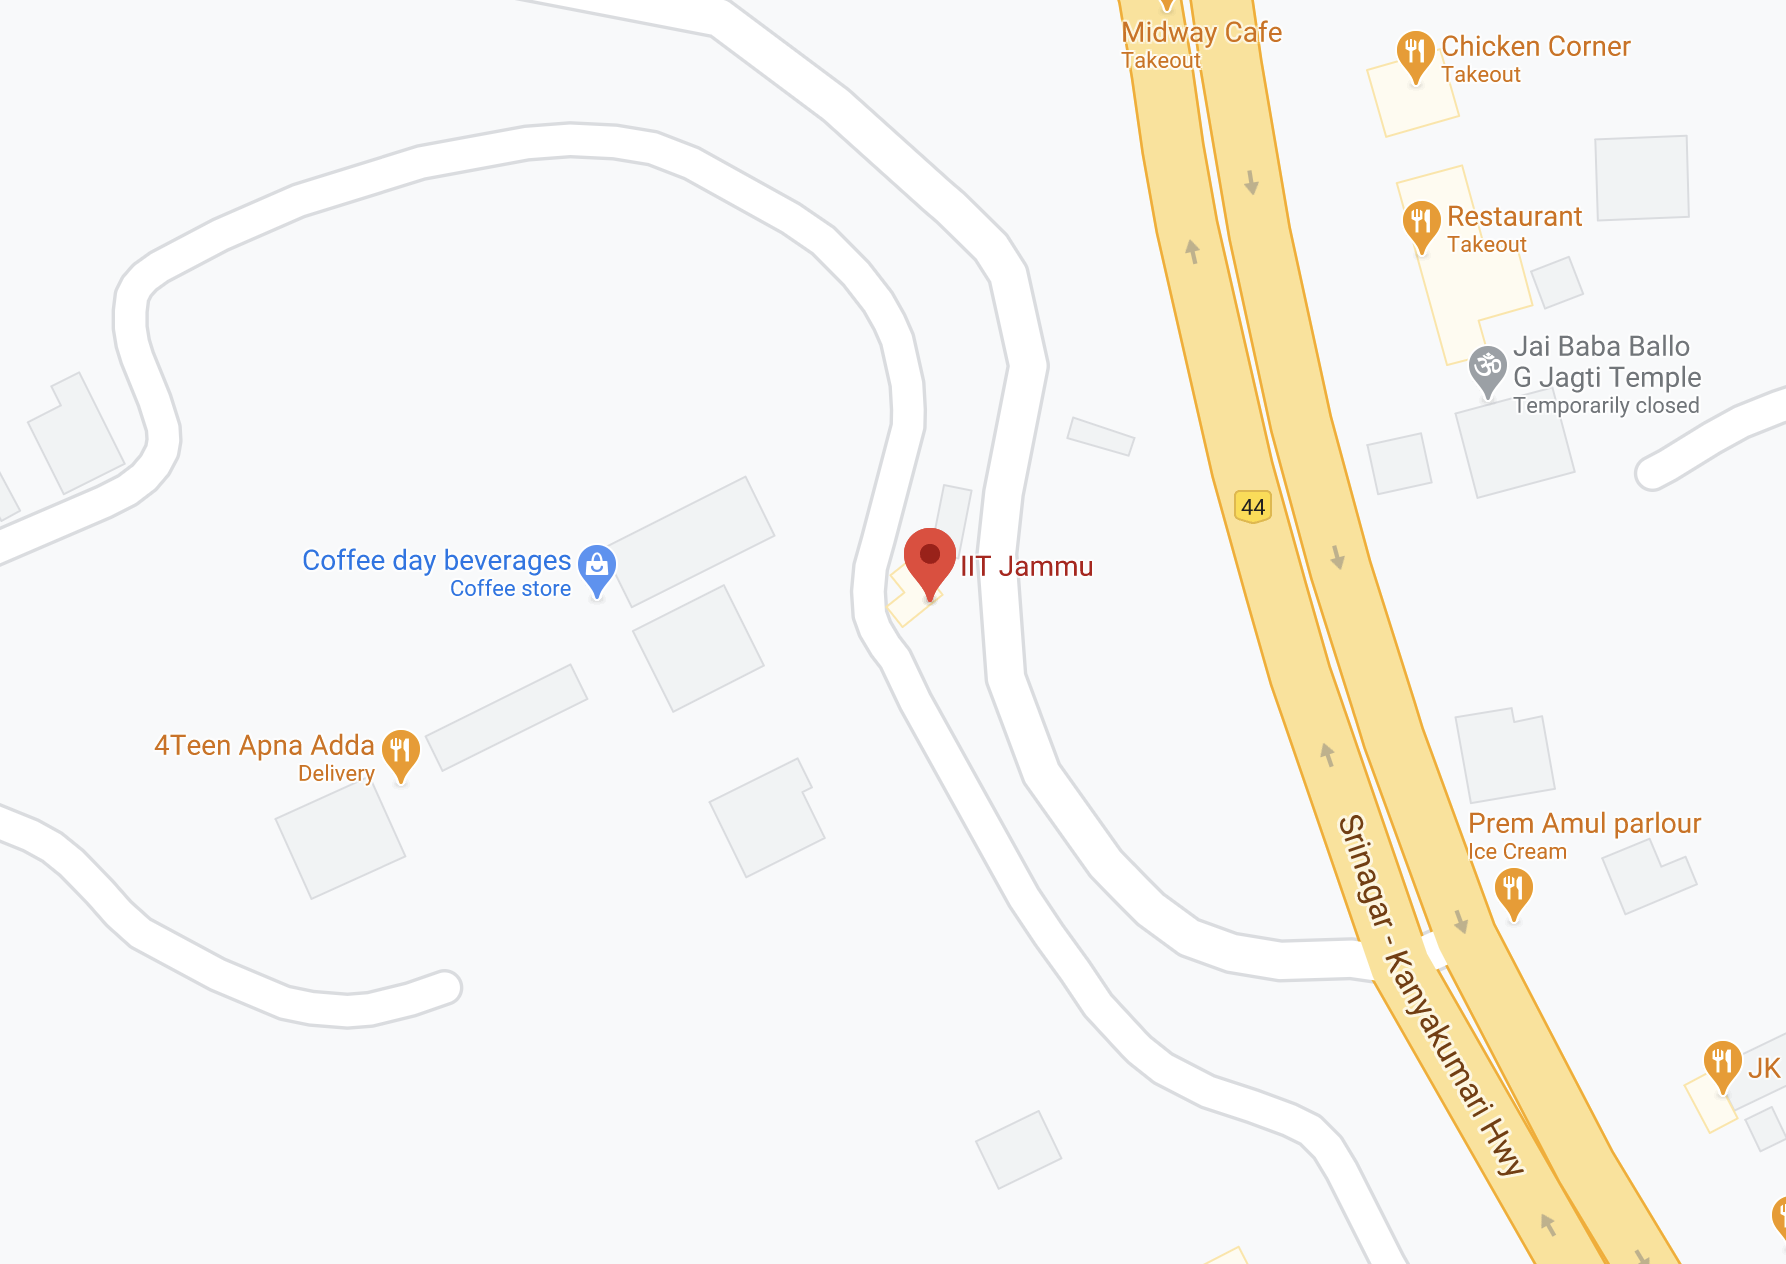 Midway Cafe
Takeout
Chicken Corner
Takeout
Restaurant
Takeout
Jai Baba Ballo
G Jagti Temple
Temporarily closed
44
Coffee day beverages
Coffee store
IIT Jammu
4Teen Apna Adda
Delivery
Prem Amul parlour
Ice Cream
Srinagar - Kanyakumari Hwy
JK